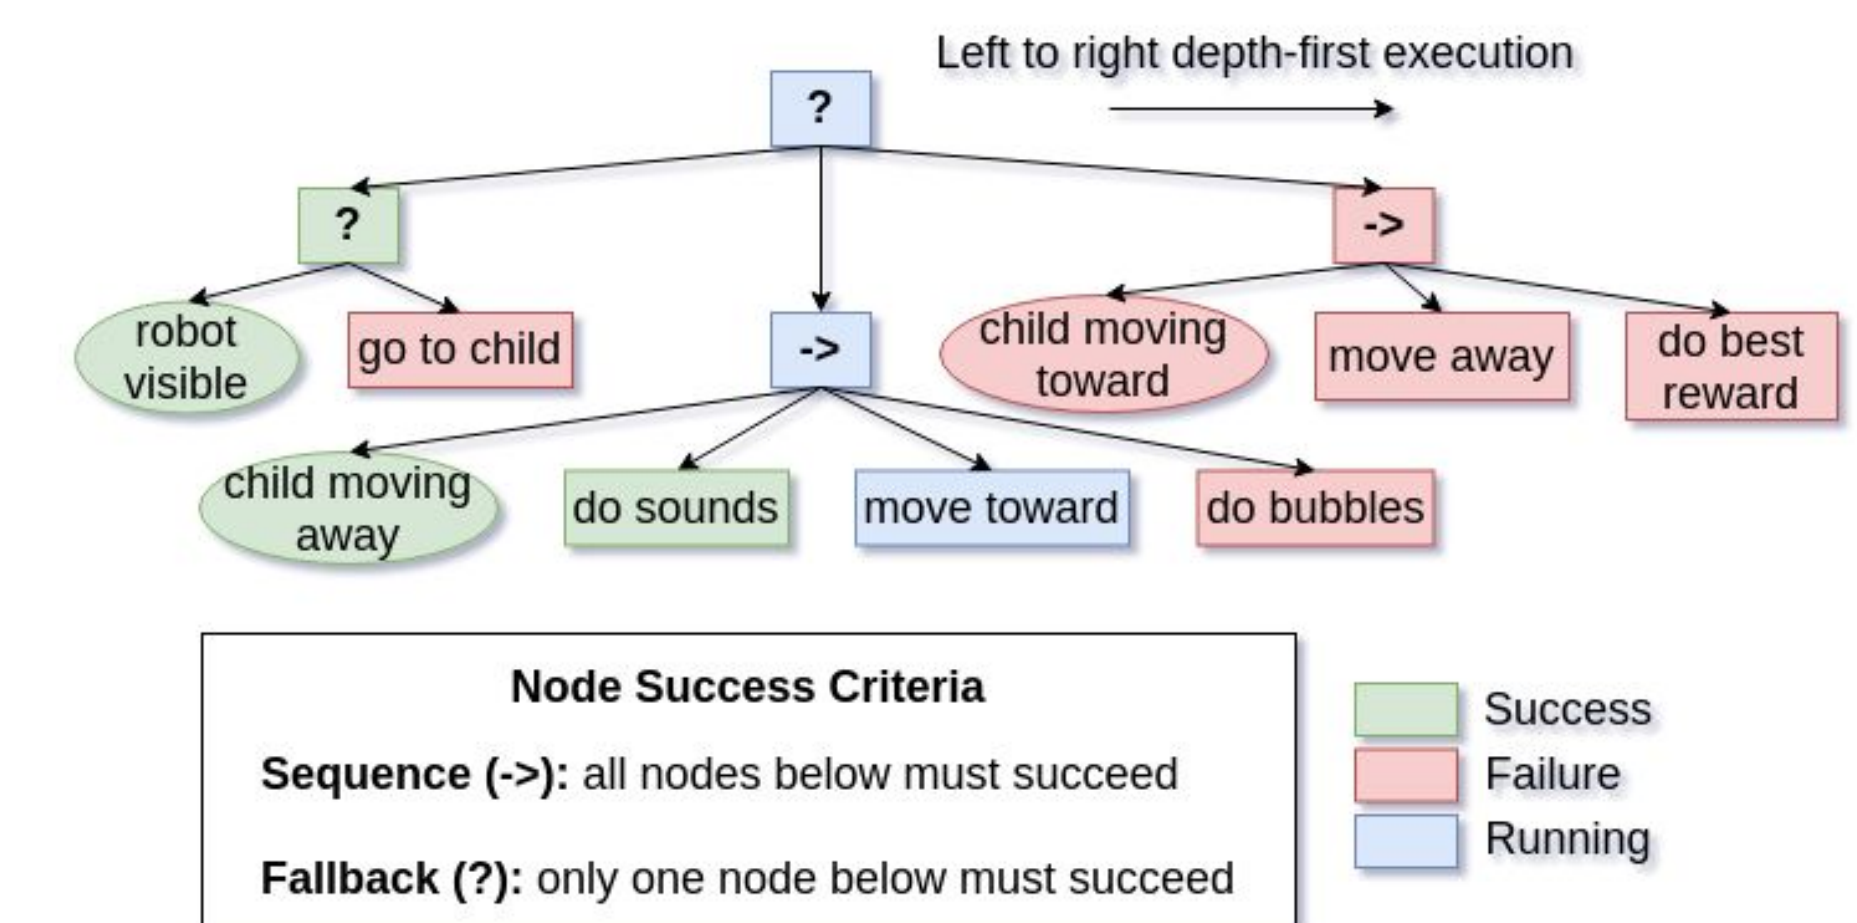 Left to right depth-first execution
?
?
->
robot
visible
go to child
->
child moving
toward
move away
do best
reward
child moving
away
do sounds
move toward
do bubbles
Node Success Criteria
Sequence (->): all nodes below must succeed
Fallback (?): only one node below must succeed
Success
Failure
Running